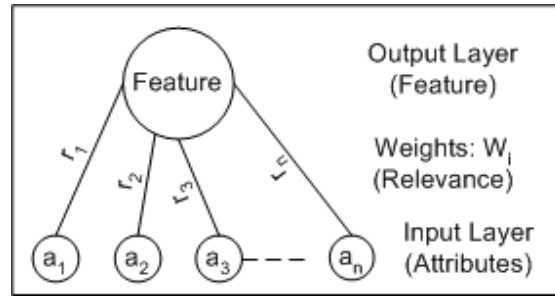 Feature
Output Layer
(Feature)
r1
r2
r3
rn
Weights: Wi
(Relevance)
a1
a2
a3
an
Input Layer
(Attributes)